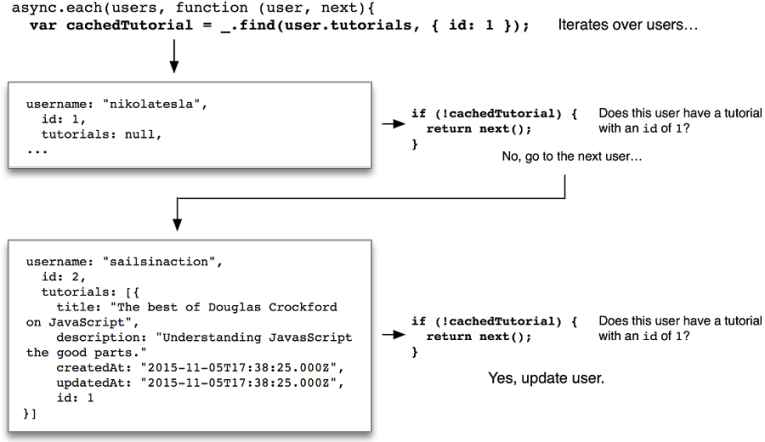 async.each(users, function (user, next){
var cachedTutorial = _.find(user.tutorials, { id: 1 }); Iterates over users...
username: "nikolatesla",
id: 1,
tutorials: null,
...
if (!cachedTutorial) { Does this user have a tutorial
return next(); with an id of 1?
}
No, go to the next user...
username: "sailsinaction",
id: 2,
tutorials: [{
title: "The best of Douglas Crockford
on JavaScript",
description: "Understanding JavasScript
the good parts."
createdAt: "2015-11-05T17:38:25.000Z",
updatedAt: "2015-11-05T17:38:25.000Z",
id: 1
}]
if (!cachedTutorial) { Does this user have a tutorial
return next(); with an id of 1?
}
Yes, update user.